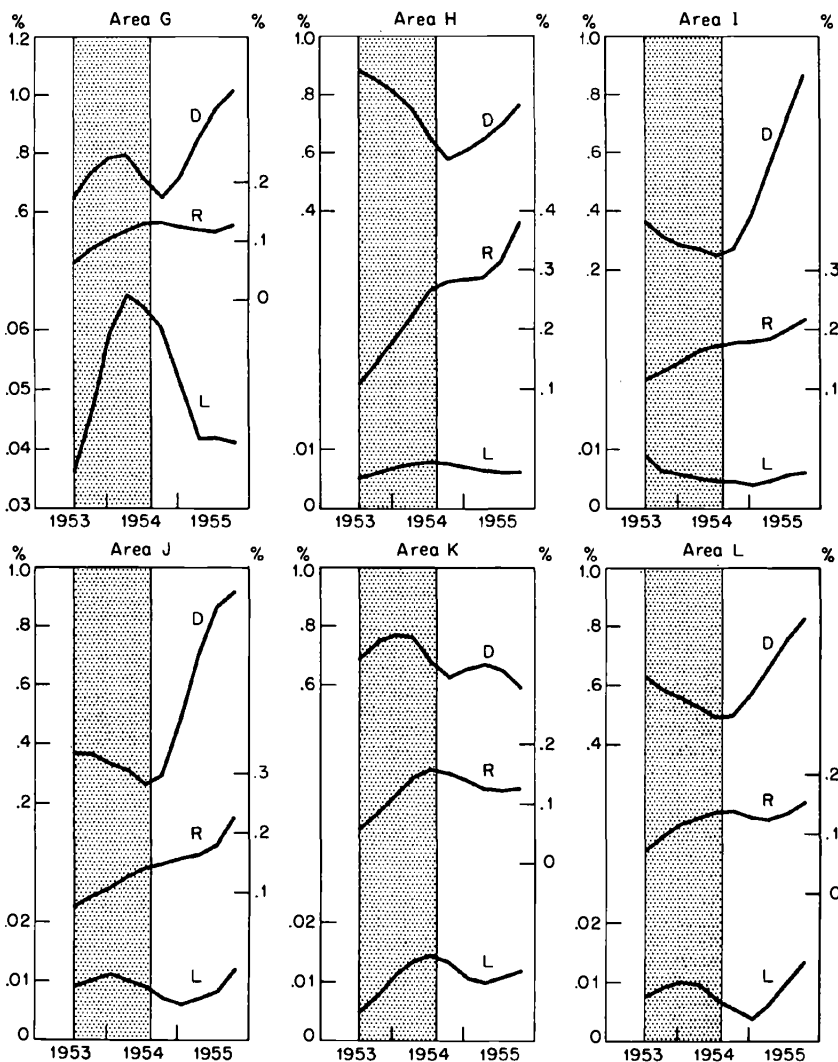 % Area G %
1.2
1.0
D
.8
.2
.6
R
.1
0
.06
.05
L
.04
.03
1953 1954 1955
% Area H %
1.0
.8
D
.6
.4 .4
R
.3
.2
.1
.01
L
0
1953 1954 1955
% Area I %
1.0
.8
D
.6
.4
.2 .3
R
.2
.1
.01
L
0
1953 1954 1955
% Area J %
1.0
D
.8
.6
.4
.3
.2
R
.2
.1
.02
L
.01
0
1953 1954 1955
% Area K %
1.0
.8
D
.6
.2
R
.1
0
.02
L
.01
0
1953 1954 1955
% Area L %
1.0
.8
D
.6
.4
.2
R
.1
0
.02
L
.01
0
1953 1954 1955